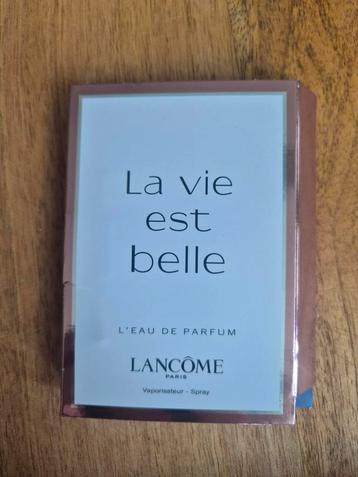 La vie
est
belle
L'EAU DE PARFUM
LANCÔME
PARIS
Vaporisateur - Spray